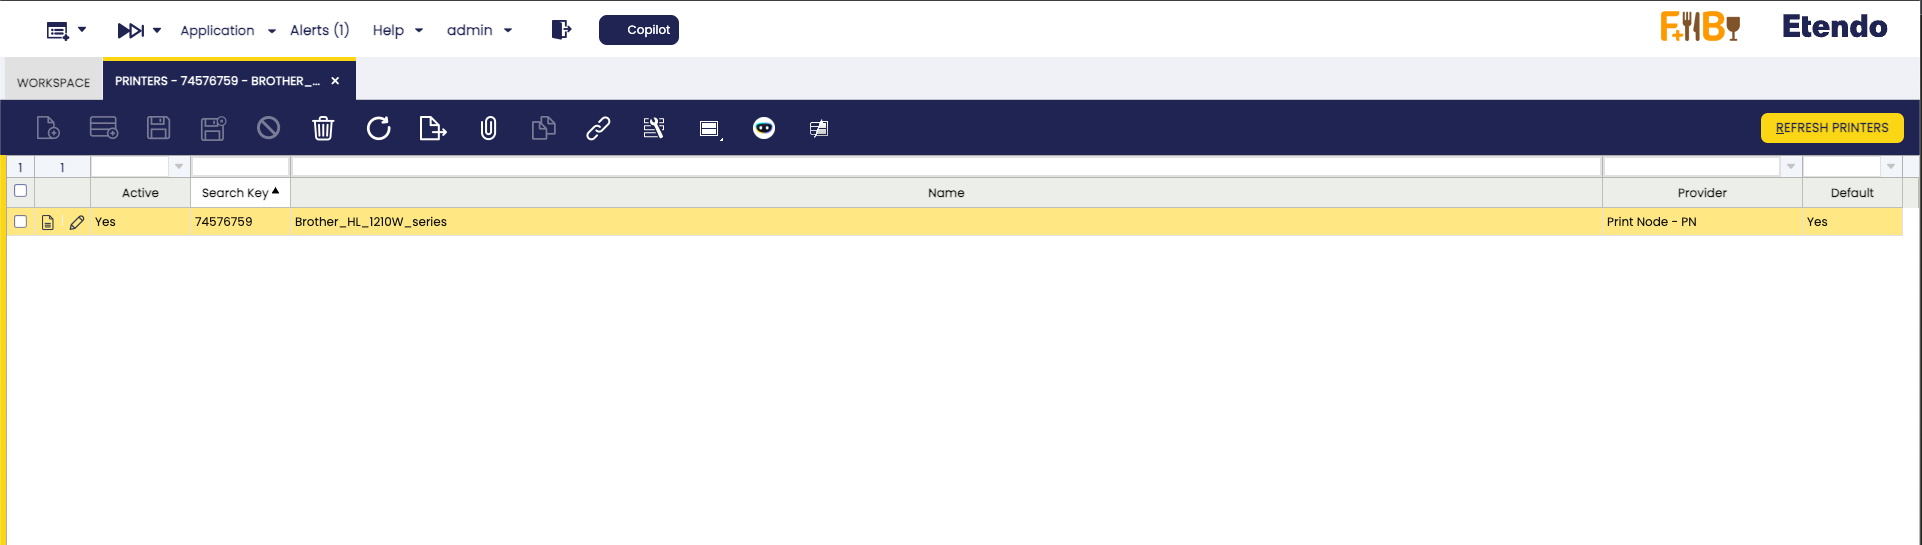 Application Alerts (1) Help admin Copilot F+B Etendo
WORKSPACE PRINTERS - 74576759 - BROTHER_... ×
REFRESH PRINTERS
1 1
Active Search Key Name Provider Default
Yes 74576759 Brother_HL_1210W_series Print Node - PN Yes